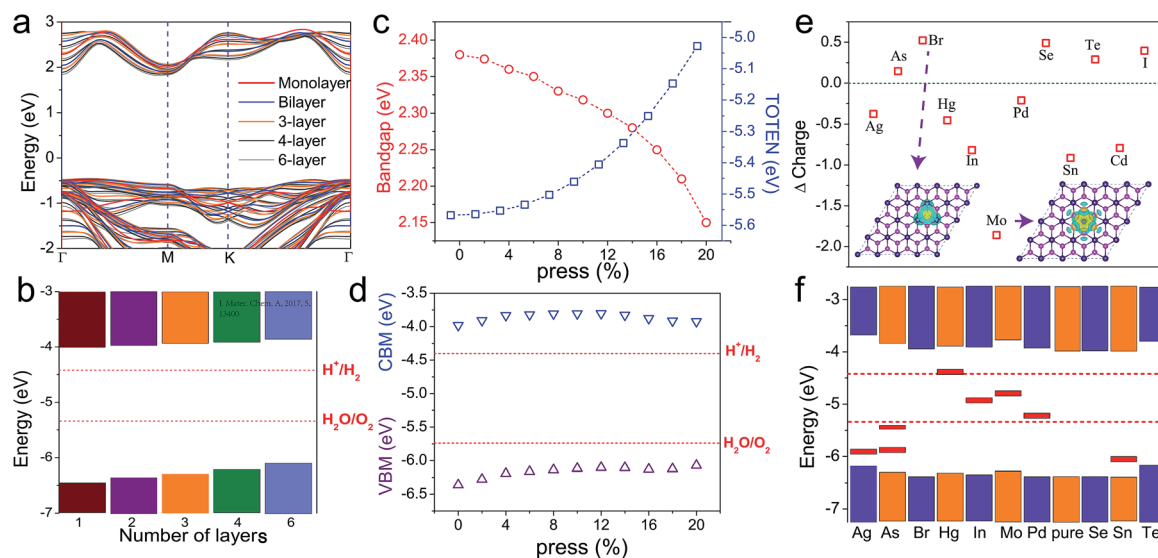 a
3
2
1
0
-1
-2
Energy (eV)
Monolayer
Bilayer
3-layer
4-layer
6-layer
Γ
M
K
Γ
b
-3
-4
-5
-6
-7
Energy (eV)
J. Mater. Chem. A, 2017, 5,
13400
H+/H2
H2O/O2
1
2
3
4
6
Number of layers
c
2.40
2.35
2.30
2.25
2.20
2.15
Bandgap (eV)
-5.0
-5.1
-5.2
-5.3
-5.4
-5.5
-5.6
TOTEN (eV)
0
4
8
12
16
20
press (%)
d
-3.5
-4.0
-4.5
-5.0
-5.5
-6.0
-6.5
CBM (eV)
VBM (eV)
H+/H2
H2O/O2
0
4
8
12
16
20
press (%)
e
0.5
0.0
-0.5
-1.0
-1.5
-2.0
Δ Charge
Ag
As
Br
Hg
In
Mo
Pd
Se
Sn
Te
Cd
I
f
-3
-4
-5
-6
-7
Energy (eV)
Ag
As
Br
Hg
In
Mo
Pd
pure
Se
Sn
Te